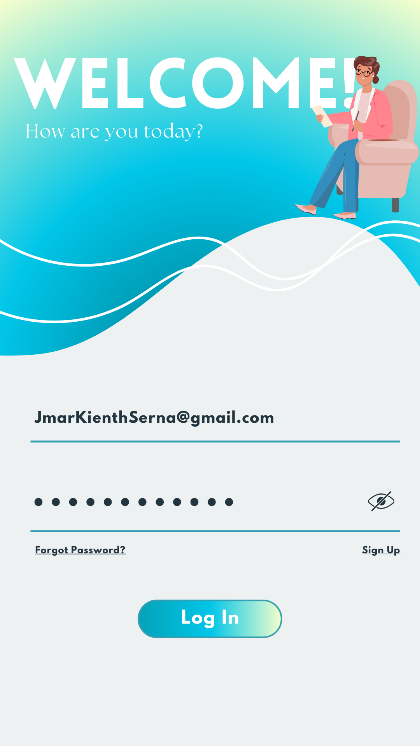 WELCOME!
How are you today?
JmarKienthSerna@gmail.com
Forgot Password?
Sign Up
Log In